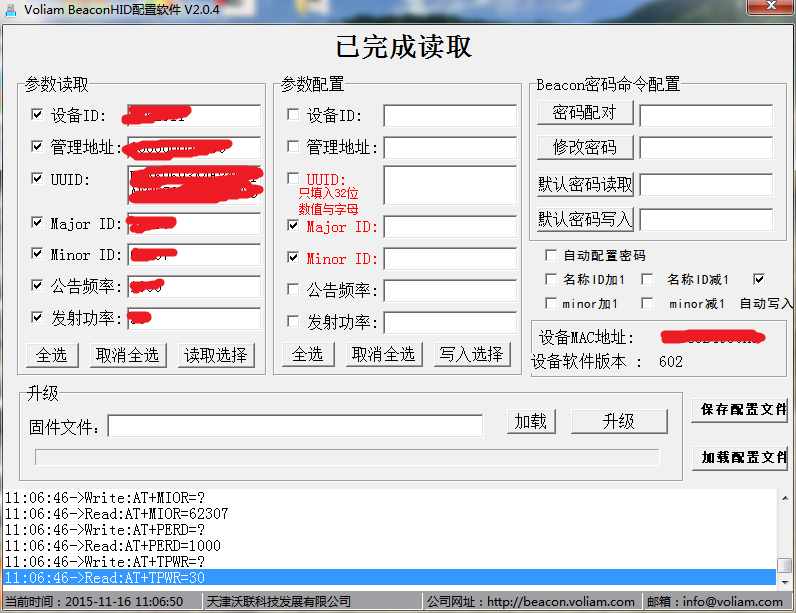 Voliam BeaconHID配置软件 V2.0.4
已完成读取
参数读取
设备ID:
管理地址:
UUID:
Major ID:
Minor ID:
公告频率:
发射功率:
全选 取消全选 读取选择
参数配置
设备ID:
管理地址:
UUID:
只填入32位
数值与字母
Major ID:
Minor ID:
公告频率:
发射功率:
全选 取消全选 写入选择
Beacon密码命令配置
密码配对
修改密码
默认密码读取
默认密码写入
自动配置密码
名称ID加1 名称ID减1
minor加1 minor减1 自动写入
设备MAC地址:
设备软件版本 : 602
升级
固件文件: 加载 升级
保存配置文件
加载配置文件
11:06:46->Write:AT+MIOR=?
11:06:46->Read:AT+MIOR=62307
11:06:46->Write:AT+PERD=?
11:06:46->Read:AT+PERD=1000
11:06:46->Write:AT+TPWR=?
11:06:46->Read:AT+TPWR=30
当前时间：2015-11-16 11:06:50 天津沃联科技发展有限公司 公司网址：http://beacon.voliam.com 邮箱：info@voliam.com